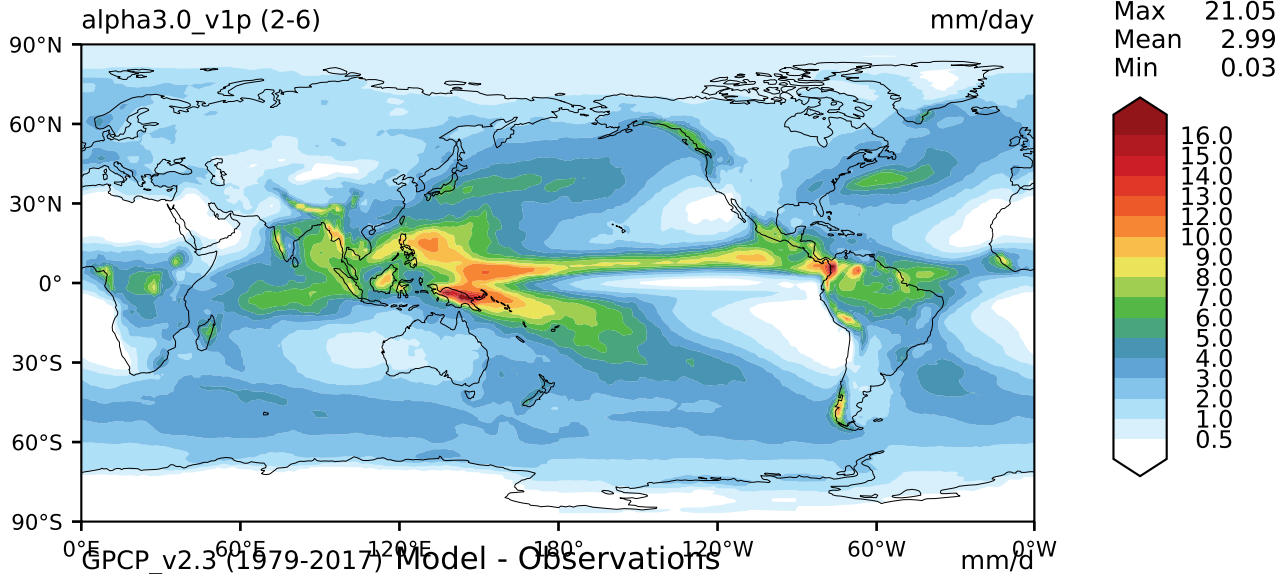 alpha3.0_v1p (2-6) mm/day
Max 21.05
Mean 2.99
Min 0.03
90°N
60°N
30°N
0°
30°S
60°S
90°S
16.0
15.0
14.0
13.0
12.0
10.0
9.0
8.0
7.0
6.0
5.0
4.0
3.0
2.0
1.0
0.5
0°E 60°E 120°E 180° 120°W 60°W 0°W
GPCP_v2.3 (1979-2017) Model - Observations mm/d